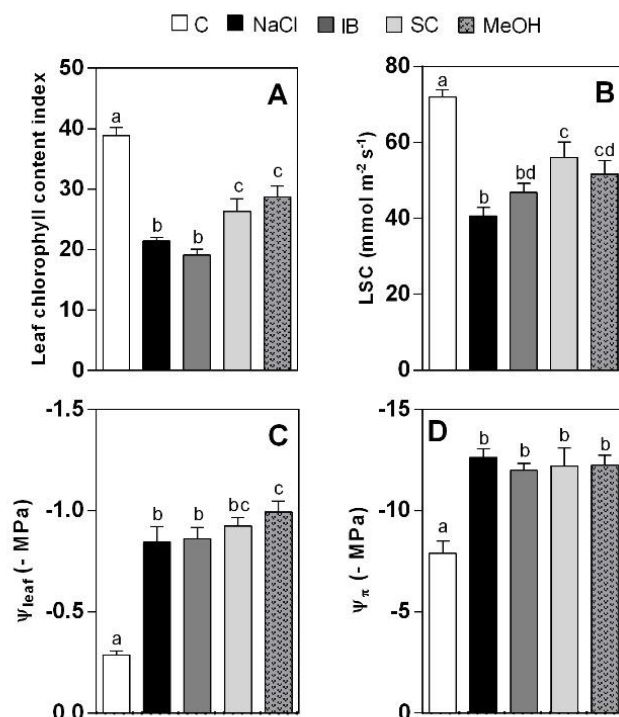 C NaCl IB SC MeOH
A
Leaf chlorophyll content index
50
40
30
20
10
0
a
b
b
c
c
B
LSC (mmol m⁻² s⁻¹)
80
60
40
20
0
a
b
bd
c
cd
C
Ψleaf (- MPa)
-1.5
-1.0
-0.5
0.0
a
b
b
bc
c
D
Ψπ (- MPa)
-15
-10
-5
0
a
b
b
b
b